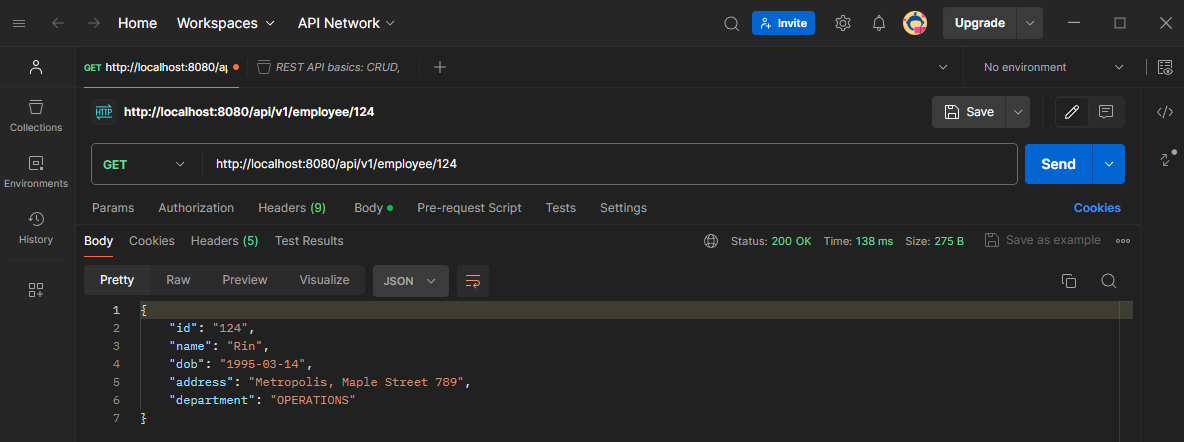 Home Workspaces API Network Invite Upgrade
GET http://localhost:8080/ap REST API basics: CRUD, No environment
HTTP http://localhost:8080/api/v1/employee/124 Save
Collections
GET http://localhost:8080/api/v1/employee/124 Send
Environments
Params Authorization Headers (9) Body Pre-request Script Tests Settings Cookies
History
Body Cookies Headers (5) Test Results Status: 200 OK Time: 138 ms Size: 275 B Save as example
Pretty Raw Preview Visualize JSON
1 {
2 "id": "124",
3 "name": "Rin",
4 "dob": "1995-03-14",
5 "address": "Metropolis, Maple Street 789",
6 "department": "OPERATIONS"
7 }